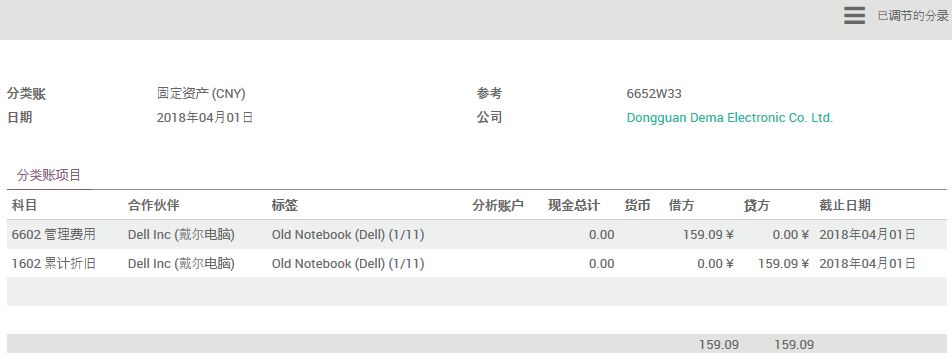 已调节的分录
分类账 固定资产 (CNY) 参考 6652W33
日期 2018年04月01日 公司 Dongguan Dema Electronic Co. Ltd.
分类账项目
科目 合作伙伴 标签 分析账户 现金总计 货币 借方 贷方 截止日期
6602 管理费用 Dell Inc (戴尔电脑) Old Notebook (Dell) (1/11) 0.00 159.09 ¥ 0.00 ¥ 2018年04月01日
1602 累计折旧 Dell Inc (戴尔电脑) Old Notebook (Dell) (1/11) 0.00 0.00 ¥ 159.09 ¥ 2018年04月01日
159.09 159.09